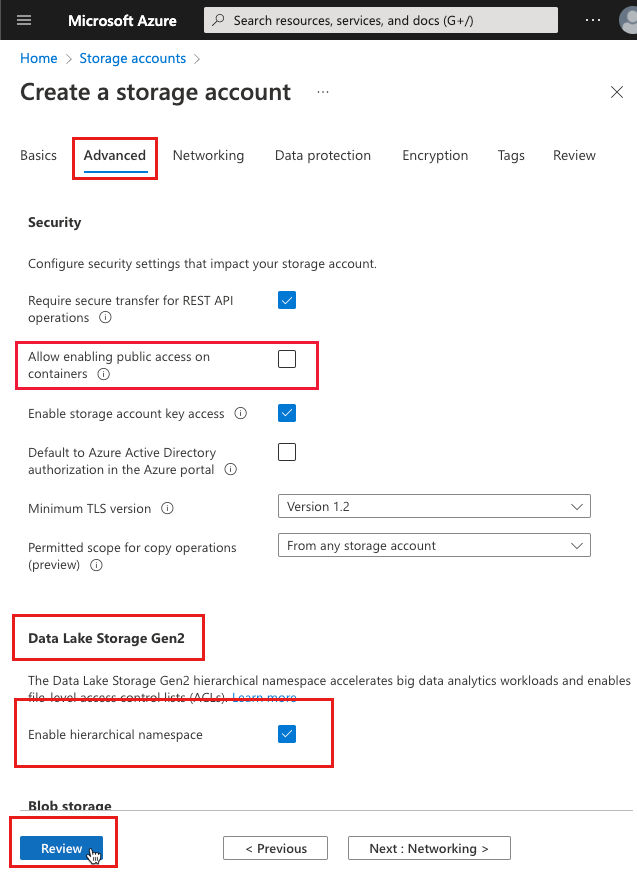 Microsoft Azure
Search resources, services, and docs (G+/)
...
Home > Storage accounts >
Create a storage account ...
Basics Advanced Networking Data protection Encryption Tags Review
Security
Configure security settings that impact your storage account.
Require secure transfer for REST API
operations
Allow enabling public access on
containers
Enable storage account key access
Default to Azure Active Directory
authorization in the Azure portal
Minimum TLS version
Version 1.2
Permitted scope for copy operations
(preview)
From any storage account
Data Lake Storage Gen2
The Data Lake Storage Gen2 hierarchical namespace accelerates big data analytics workloads and enables
file-level access control lists (ACLs). Learn more
Enable hierarchical namespace
Blob storage
Review < Previous Next : Networking >